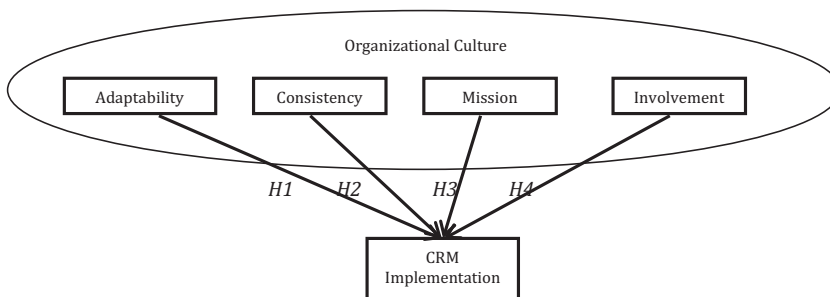 Organizational Culture
Adaptability
Consistency
Mission
Involvement
H1
H2
H3
H4
CRM
Implementation